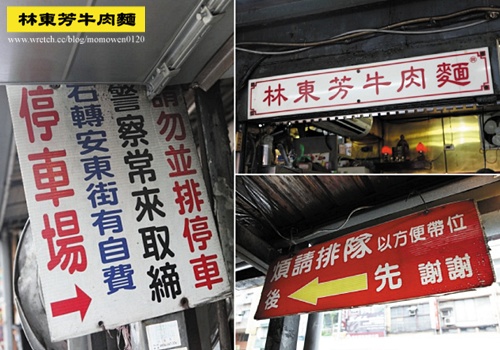 林東芳牛肉麵
www.wretch.cc/blog/momowen0120
請勿並排停車
警察常來取締
右轉安東街有自費
停車場
林東芳牛肉麵
煩請排隊 以方便帶位
後 先 謝謝